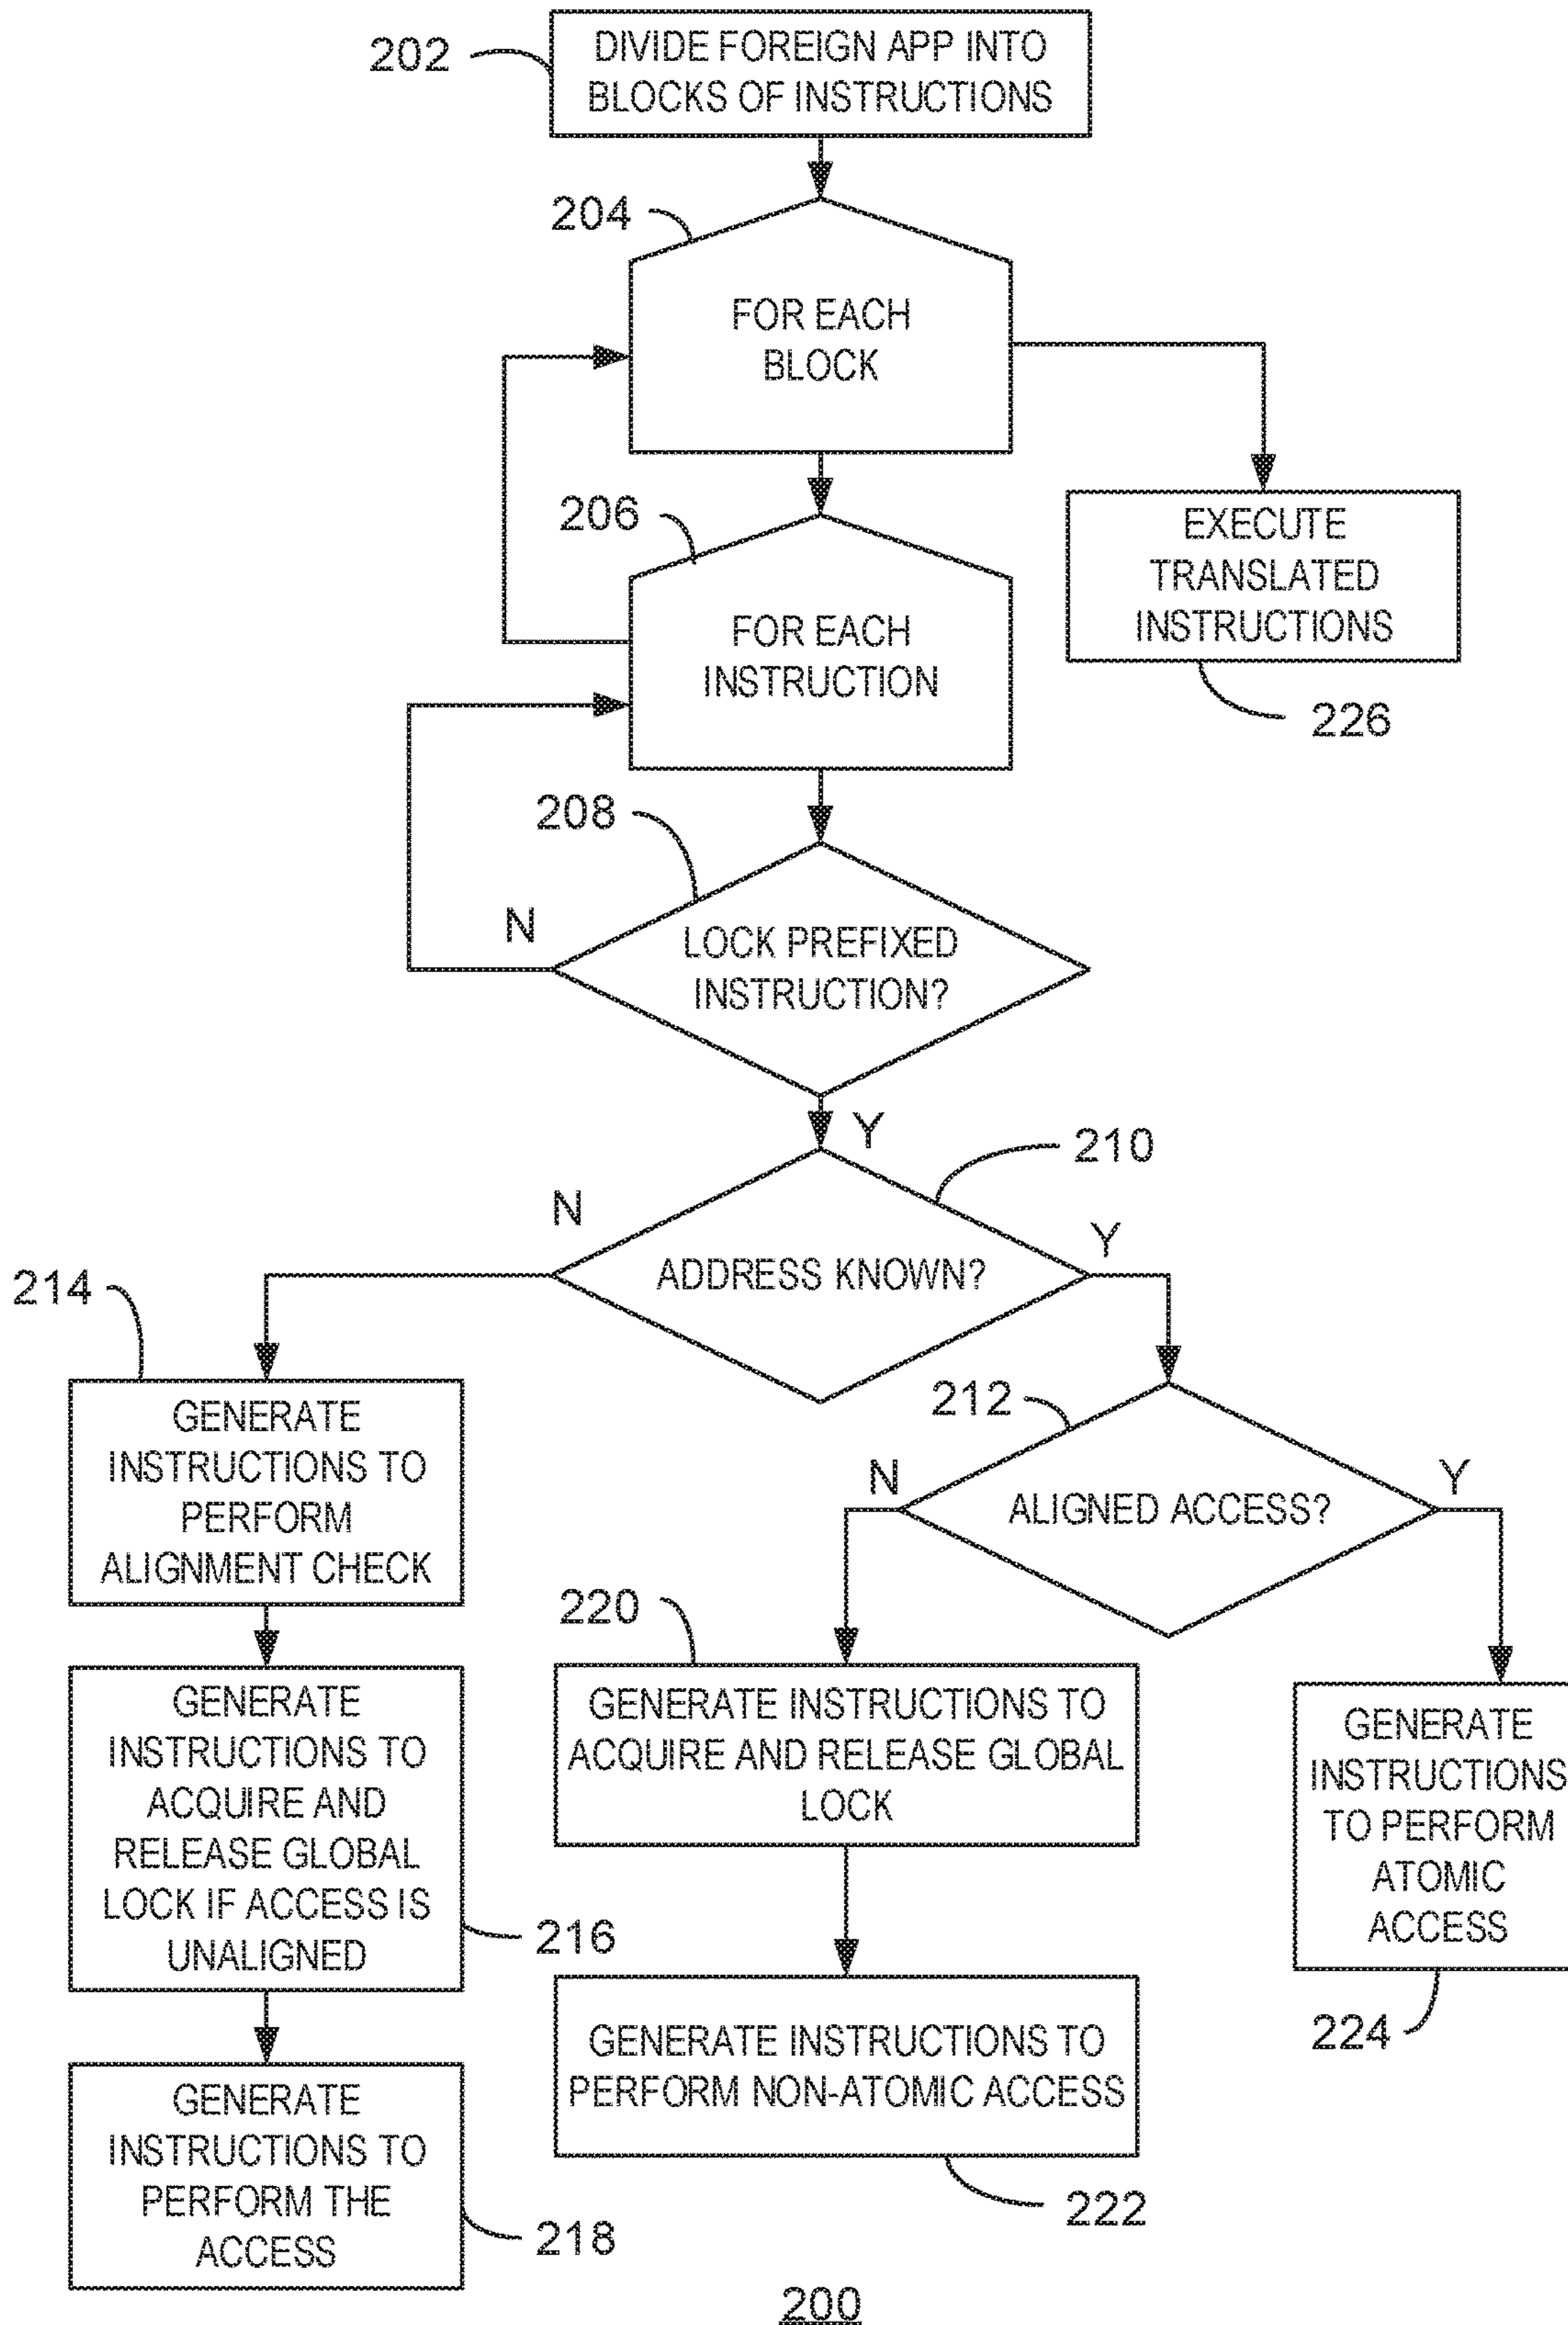 202
DIVIDE FOREIGN APP INTO
BLOCKS OF INSTRUCTIONS
204
FOR EACH
BLOCK
206
FOR EACH
INSTRUCTION
EXECUTE
TRANSLATED
INSTRUCTIONS
226
208
N
LOCK PREFIXED
INSTRUCTION?
Y
210
N
Y
ADDRESS KNOWN?
214
GENERATE
INSTRUCTIONS TO
PERFORM
ALIGNMENT CHECK
212
N
Y
ALIGNED ACCESS?
220
GENERATE
INSTRUCTIONS TO
ACQUIRE AND
RELEASE GLOBAL
LOCK IF ACCESS IS
UNALIGNED
216
GENERATE INSTRUCTIONS TO
ACQUIRE AND RELEASE GLOBAL
LOCK
GENERATE
INSTRUCTIONS
TO PERFORM
ATOMIC
ACCESS
224
GENERATE INSTRUCTIONS TO
PERFORM NON-ATOMIC ACCESS
222
GENERATE
INSTRUCTIONS TO
PERFORM THE
ACCESS
218
200